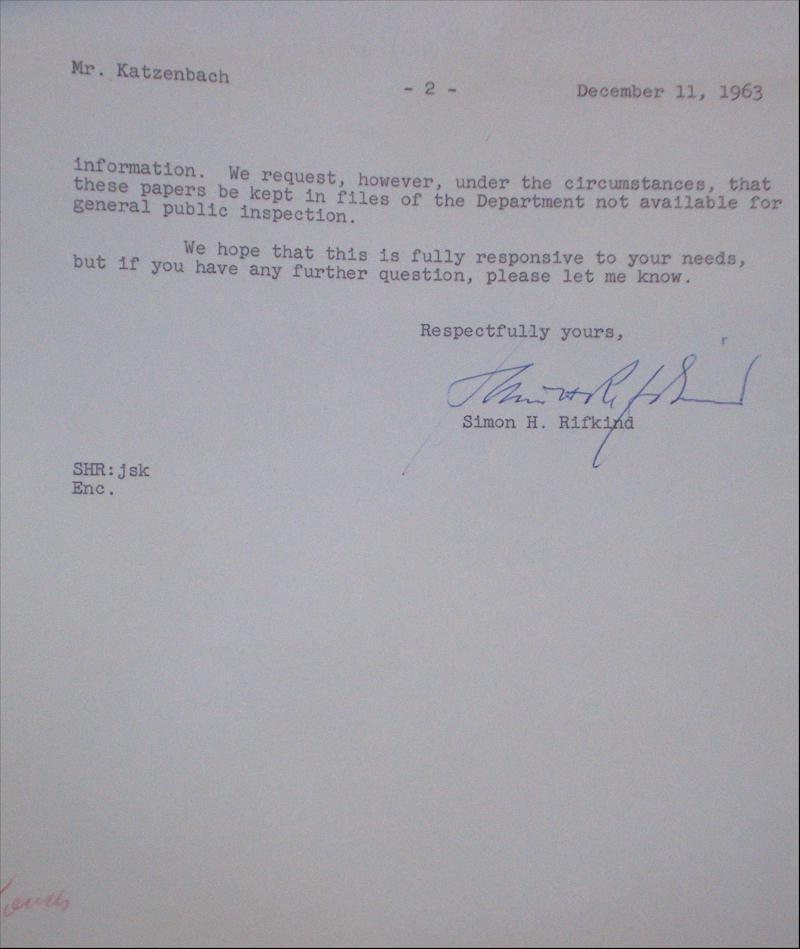 Mr. Katzenbach - 2 - December 11, 1963
information. We request, however, under the circumstances, that
these papers be kept in files of the Department not available for
general public inspection.
We hope that this is fully responsive to your needs,
but if you have any further question, please let me know.
Respectfully yours,
Simon H. Rifkind
Simon H. Rifkind
SHR:jsk
Enc.